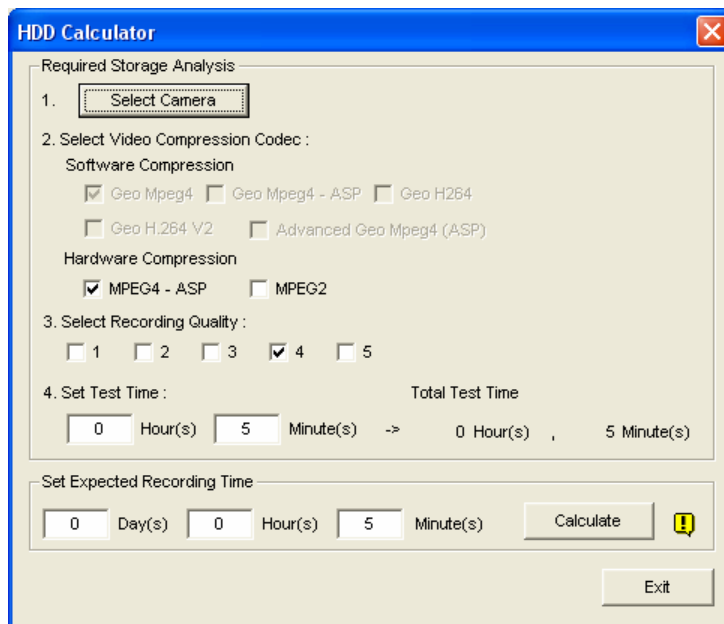 HDD Calculator
Required Storage Analysis
1. Select Camera
2. Select Video Compression Codec :
Software Compression
Geo Mpeg4 Geo Mpeg4 - ASP Geo H264
Geo H.264 V2 Advanced Geo Mpeg4 (ASP)
Hardware Compression
MPEG4 - ASP MPEG2
3. Select Recording Quality :
1 2 3 4 5
4. Set Test Time : Total Test Time
0 Hour(s) 5 Minute(s) -> 0 Hour(s) , 5 Minute(s)
Set Expected Recording Time
0 Day(s) 0 Hour(s) 5 Minute(s) Calculate !
Exit